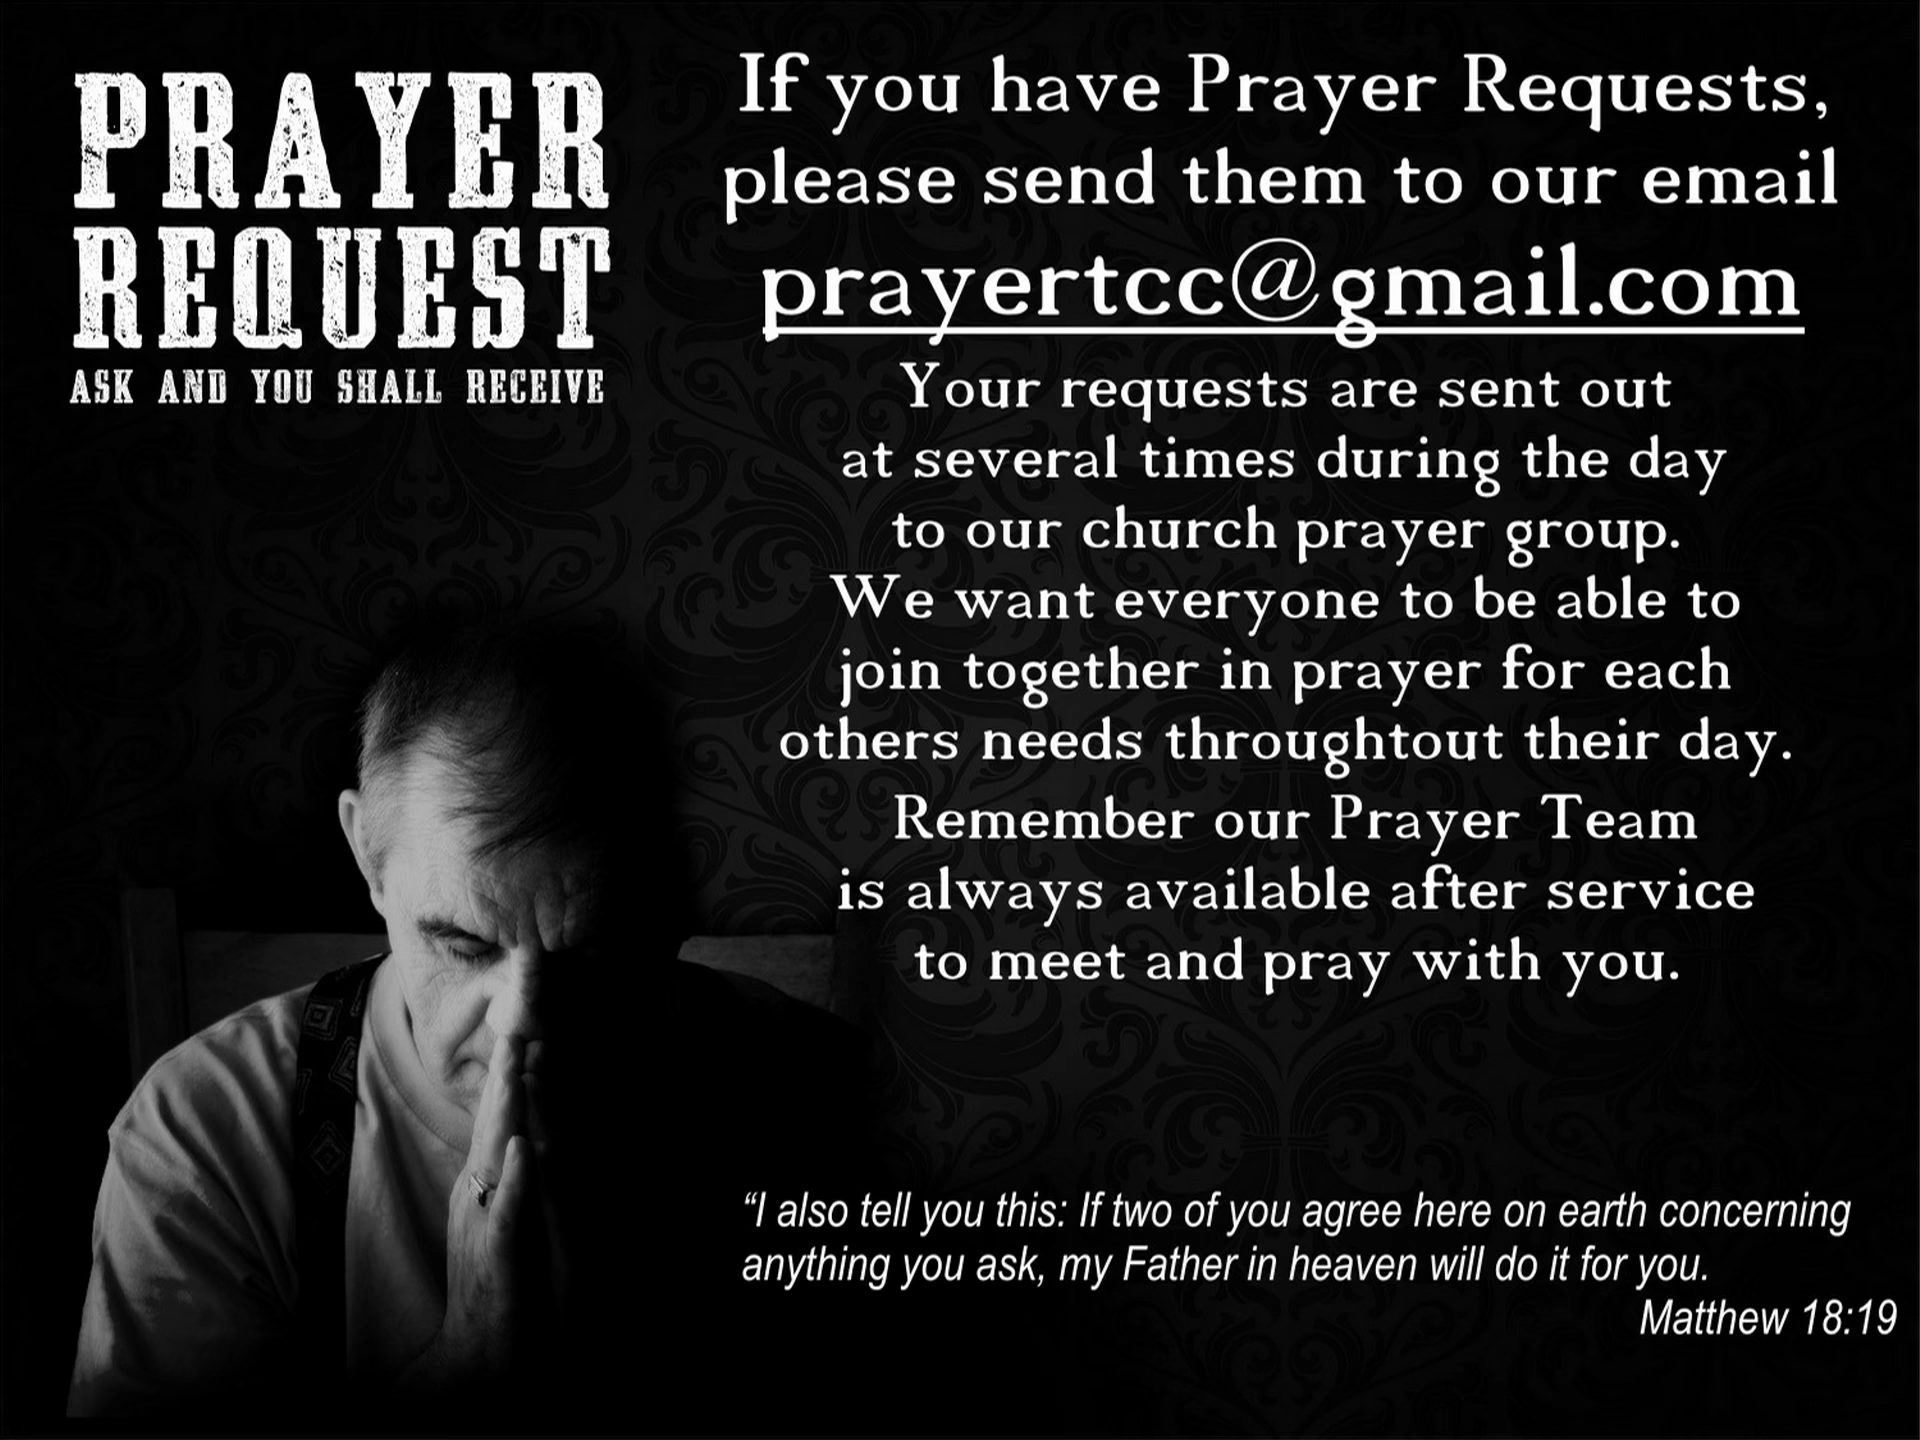 PRAYER
REQUEST
ASK AND YOU SHALL RECEIVE
If you have Prayer Requests,
please send them to our email
prayertcc@gmail.com
Your requests are sent out
at several times during the day
to our church prayer group.
We want everyone to be able to
join together in prayer for each
others needs throughtout their day.
Remember our Prayer Team
is always available after service
to meet and pray with you.
“I also tell you this: If two of you agree here on earth concerning
anything you ask, my Father in heaven will do it for you.
Matthew 18:19